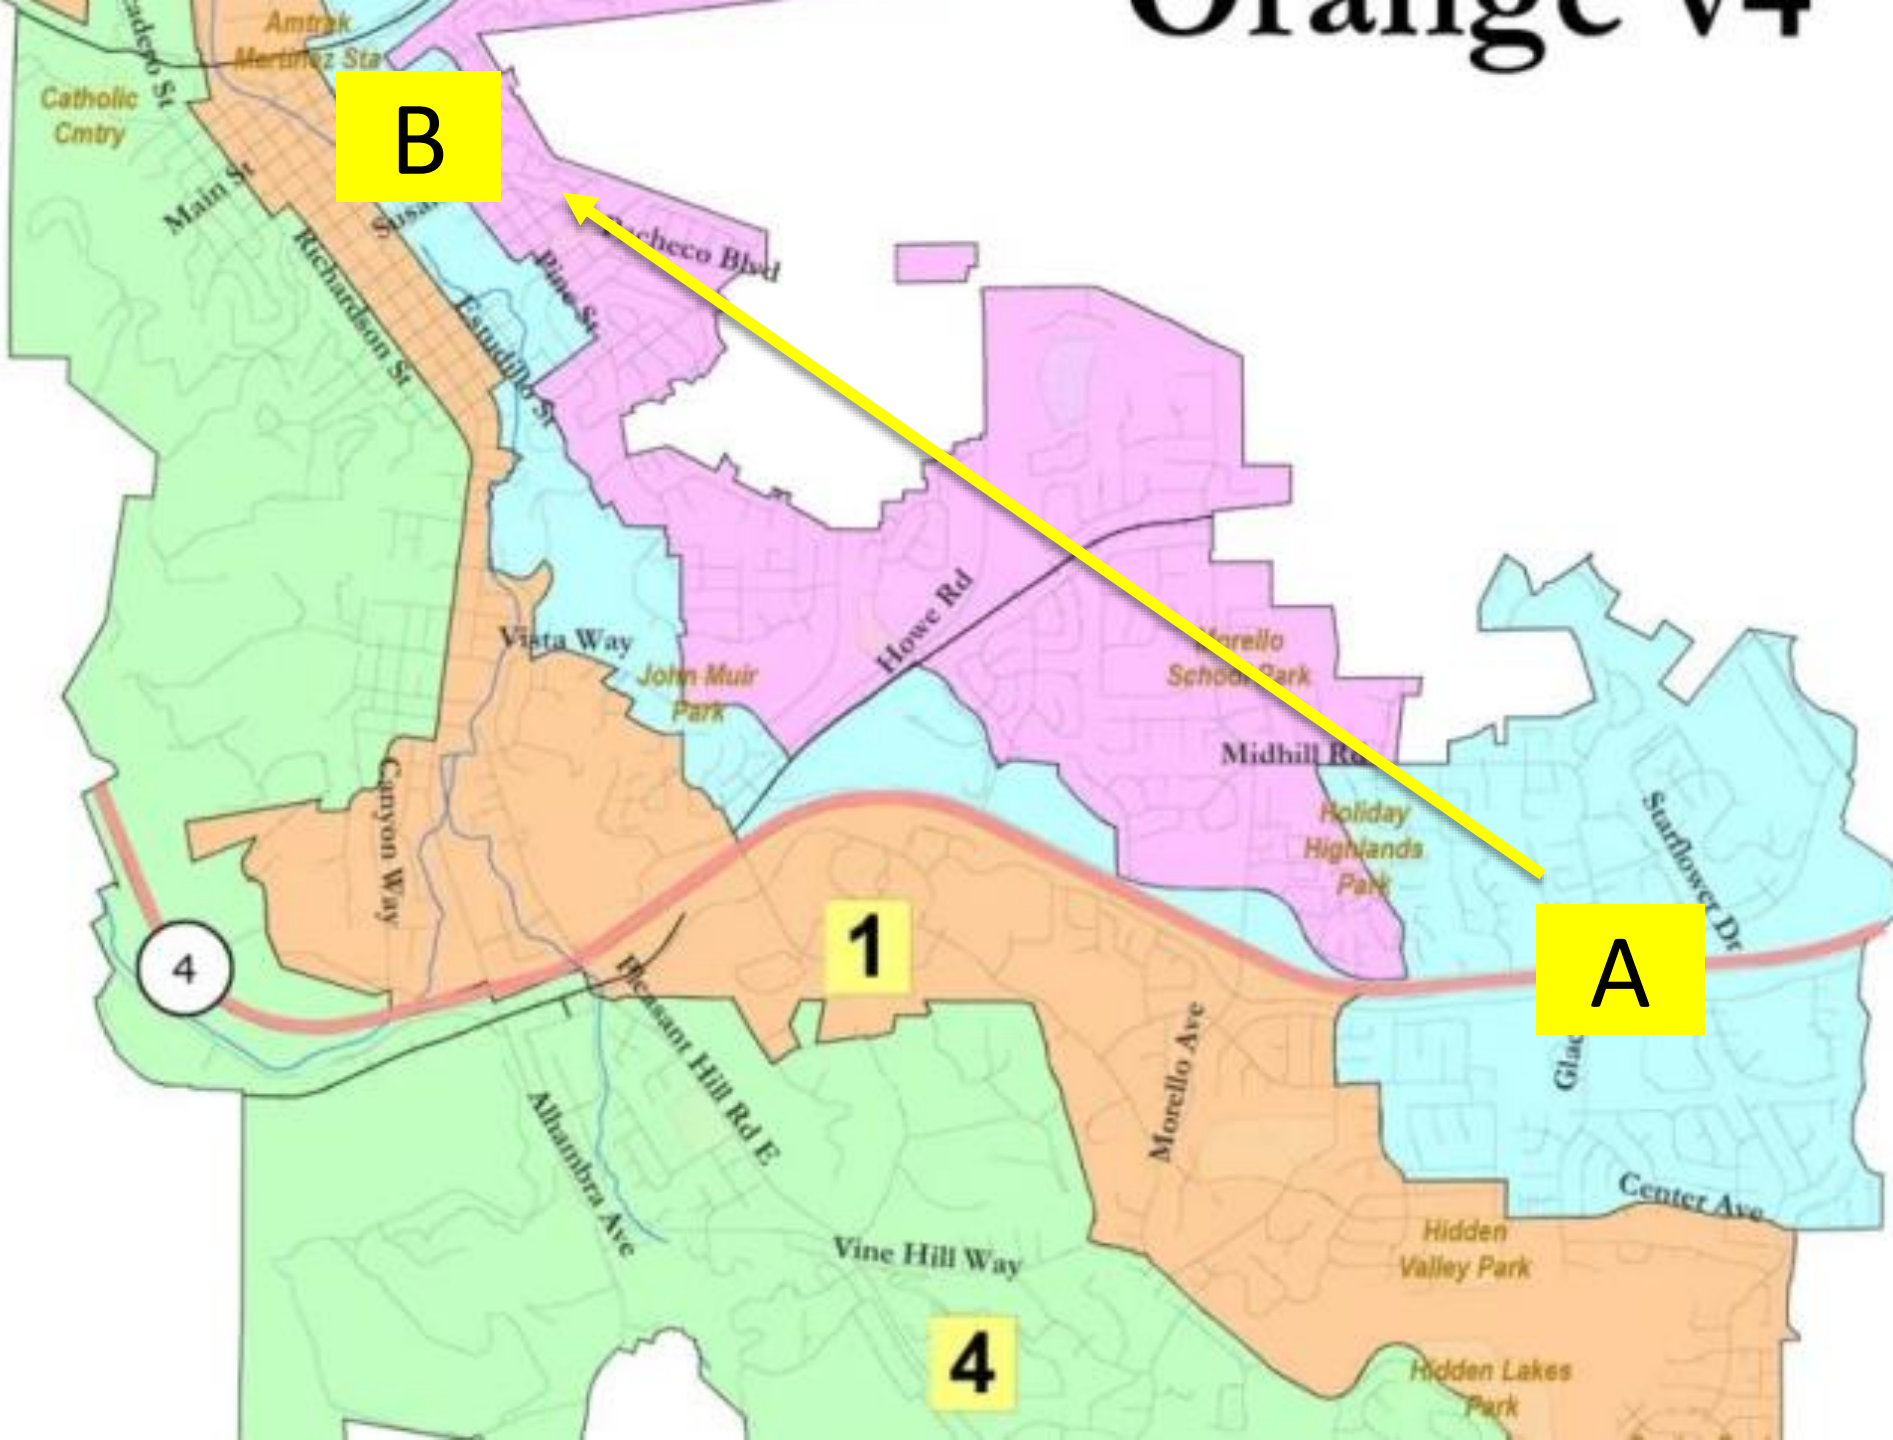 Orange v4
Amtrak
Martinez Sta
Catholic
Cmtry
B
Main St
Richardson St
Pacheco Blvd
Pine St
Estudillo St
Howe Rd
Vista Way
John Muir
Park
Morello
School Park
Midhill Rd
Holiday
Highlands
Park
Starflower Dr
Canyon Way
1
4
A
Pleasant Hill Rd E
Morello Ave
Alhambra Ave
Center Ave
Vine Hill Way
Hidden
Valley Park
4
Hidden Lakes
Park